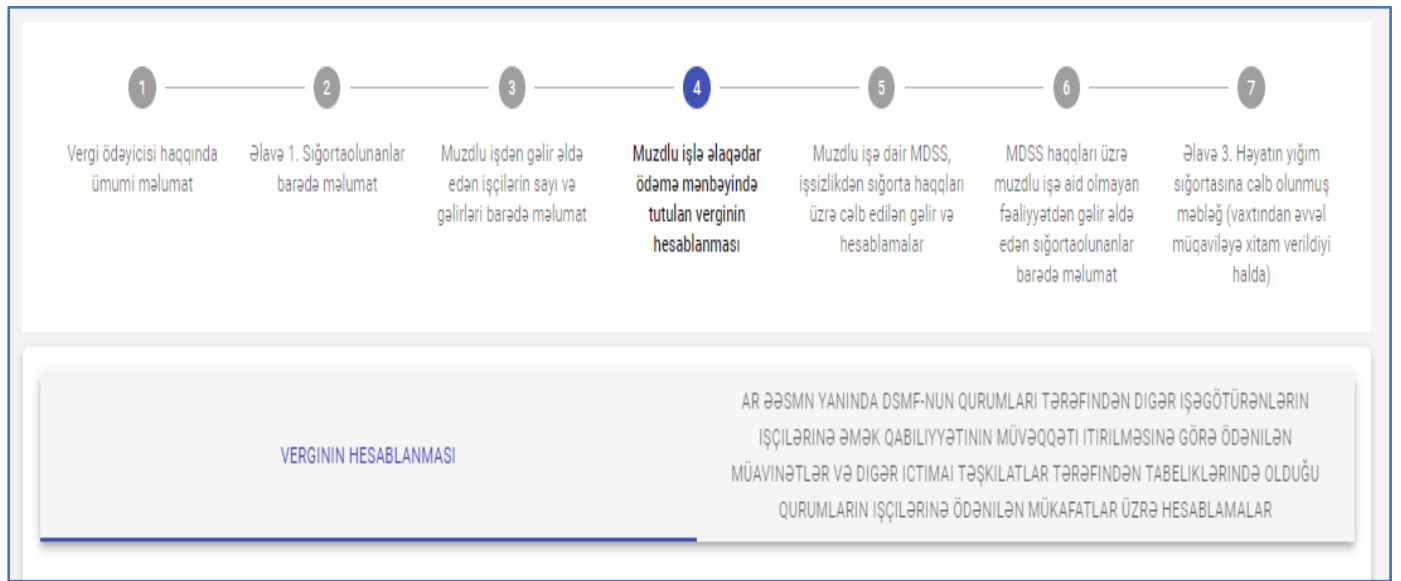 1
2
3
4
5
6
7
Vergi ödəyicisi haqqında
ümumi məlumat
Əlavə 1. Sığortaolunanlar
barədə məlumat
Muzdlu işdən gəlir əldə
edən işçilərin sayı və
gəlirləri barədə məlumat
Muzdlu işlə əlaqədar
ödəmə mənbəyində
tutulan verginin
hesablanması
Muzdlu işə dair MDSS,
işsizlikdən sığorta haqqları
üzrə cəlb edilən gəlir və
hesablamalar
MDSS haqqları üzrə
muzdlu işə aid olmayan
fəaliyyətdən gəlir əldə
edən sığortaolunanlar
barədə məlumat
Əlavə 3. Həyatın yığım
sığortasına cəlb olunmuş
məbləğ (vaxtından əvvəl
müqaviləyə xitam verildiyi
halda)
VERGININ HESABLANMASI
AR ƏƏSMN YANINDA DSMF-NUN QURUMLARI TƏRƏFINDƏN DIGƏR IŞƏGÖTÜRƏNLƏRIN
IŞÇILƏRINƏ ƏMƏK QABILIYYƏTININ MÜVƏQQƏTI ITIRILMƏSINƏ GÖRƏ ÖDƏNILƏN
MÜAVINƏTLƏR VƏ DIGƏR ICTIMAI TƏŞKILATLAR TƏRƏFINDƏN TABELIKLƏRINDƏ OLDUĞU
QURUMLARIN IŞÇILƏRINƏ ÖDƏNILƏN MÜKAFATLAR ÜZRƏ HESABLAMALAR